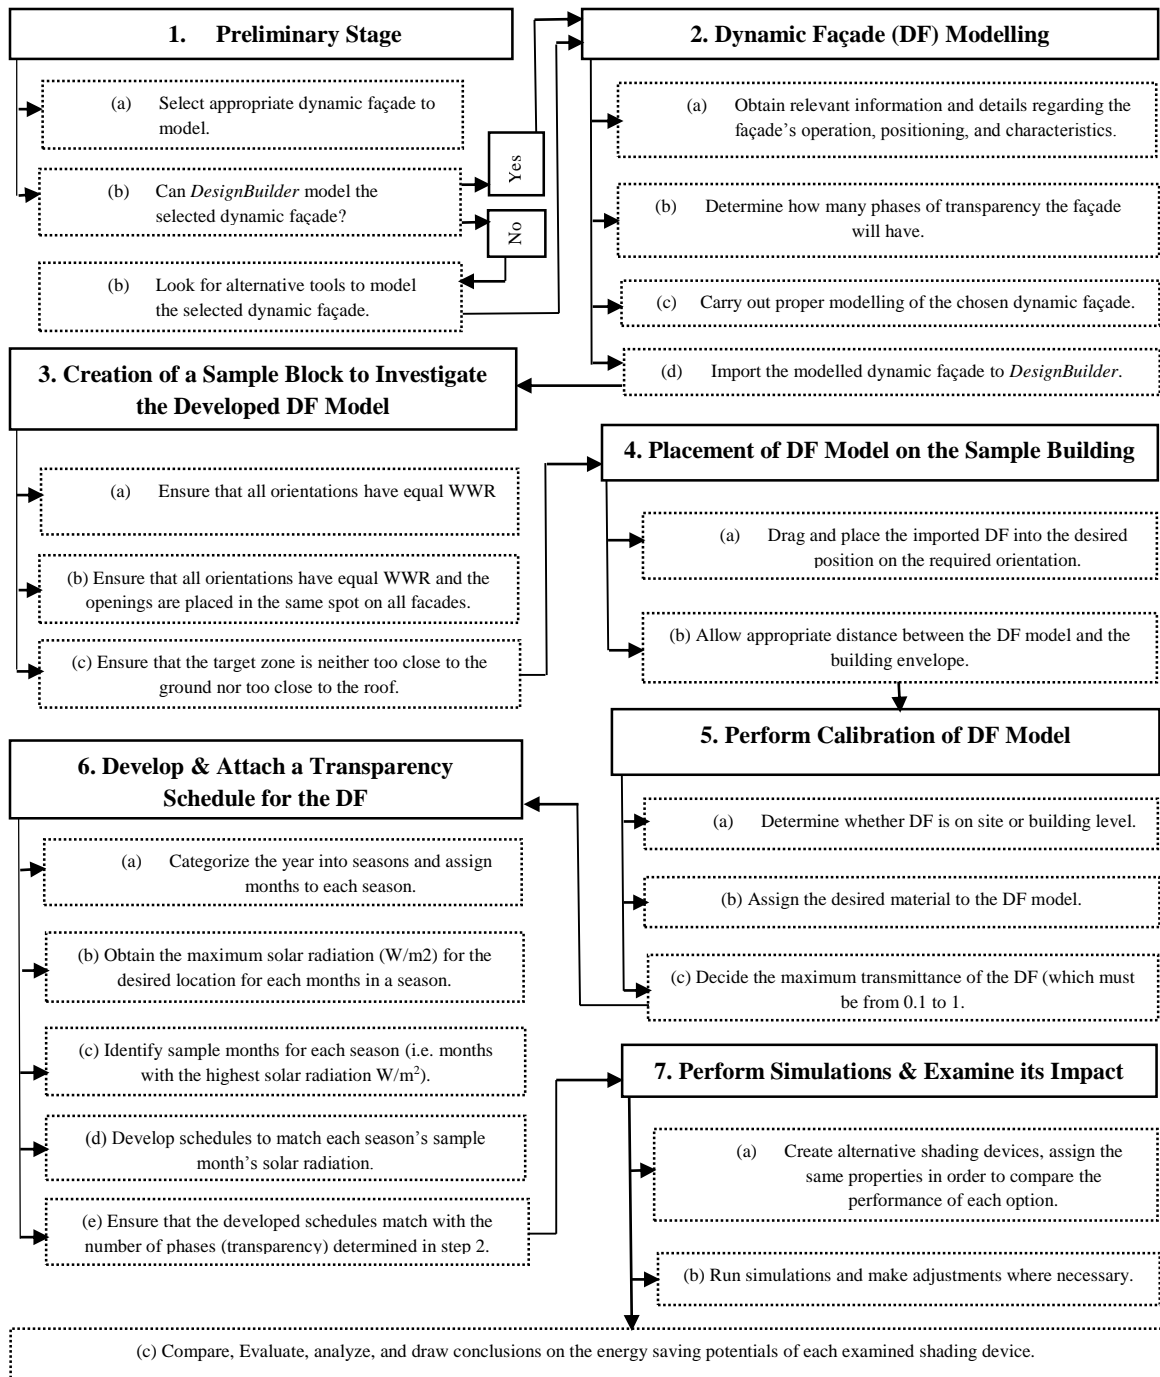 1. Preliminary Stage
(a) Select appropriate dynamic façade to
model.
(b) Can DesignBuilder model the
selected dynamic façade?
Yes
No
(b) Look for alternative tools to model
the selected dynamic façade.
2. Dynamic Façade (DF) Modelling
(a) Obtain relevant information and details regarding the
façade's operation, positioning, and characteristics.
(b) Determine how many phases of transparency the façade
will have.
(c) Carry out proper modelling of the chosen dynamic façade.
(d) Import the modelled dynamic façade to DesignBuilder.
3. Creation of a Sample Block to Investigate
the Developed DF Model
(a) Ensure that all orientations have equal WWR
(b) Ensure that all orientations have equal WWR and the
openings are placed in the same spot on all facades.
(c) Ensure that the target zone is neither too close to the
ground nor too close to the roof.
4. Placement of DF Model on the Sample Building
(a) Drag and place the imported DF into the desired
position on the required orientation.
(b) Allow appropriate distance between the DF model and the
building envelope.
5. Perform Calibration of DF Model
(a) Determine whether DF is on site or building level.
(b) Assign the desired material to the DF model.
(c) Decide the maximum transmittance of the DF (which must
be from 0.1 to 1.
6. Develop & Attach a Transparency
Schedule for the DF
(a) Categorize the year into seasons and assign
months to each season.
(b) Obtain the maximum solar radiation (W/m2) for the
desired location for each months in a season.
(c) Identify sample months for each season (i.e. months
with the highest solar radiation W/m²).
(d) Develop schedules to match each season's sample
month's solar radiation.
(e) Ensure that the developed schedules match with the
number of phases (transparency) determined in step 2.
7. Perform Simulations & Examine its Impact
(a) Create alternative shading devices, assign the
same properties in order to compare the
performance of each option.
(b) Run simulations and make adjustments where necessary.
(c) Compare, Evaluate, analyze, and draw conclusions on the energy saving potentials of each examined shading device.